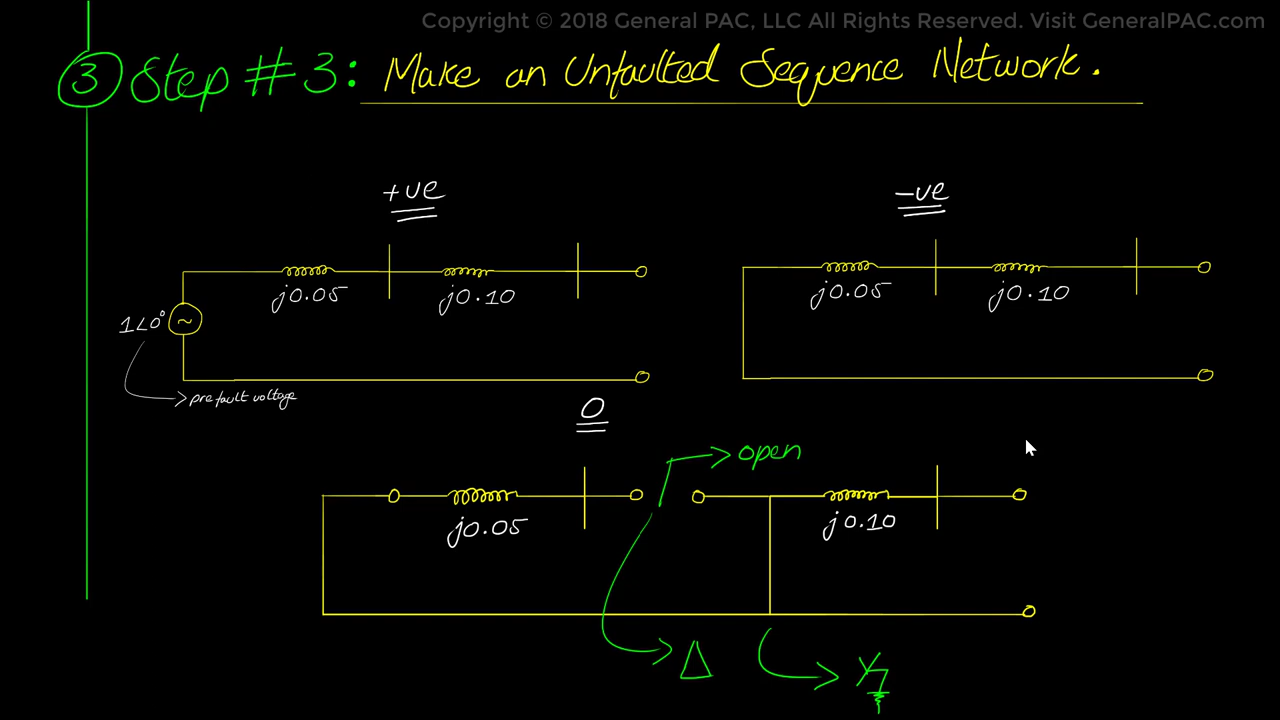 Copyright © 2018 General PAC, LLC All Rights Reserved. Visit GeneralPAC.com
3 Step # 3: Make an Unfaulted Sequence Network.
+ve
-ve
j0.05
j0.10
j0.05
j0.10
1∠0°
~
prefault voltage
0
open
j0.05
j0.10
Δ
Y